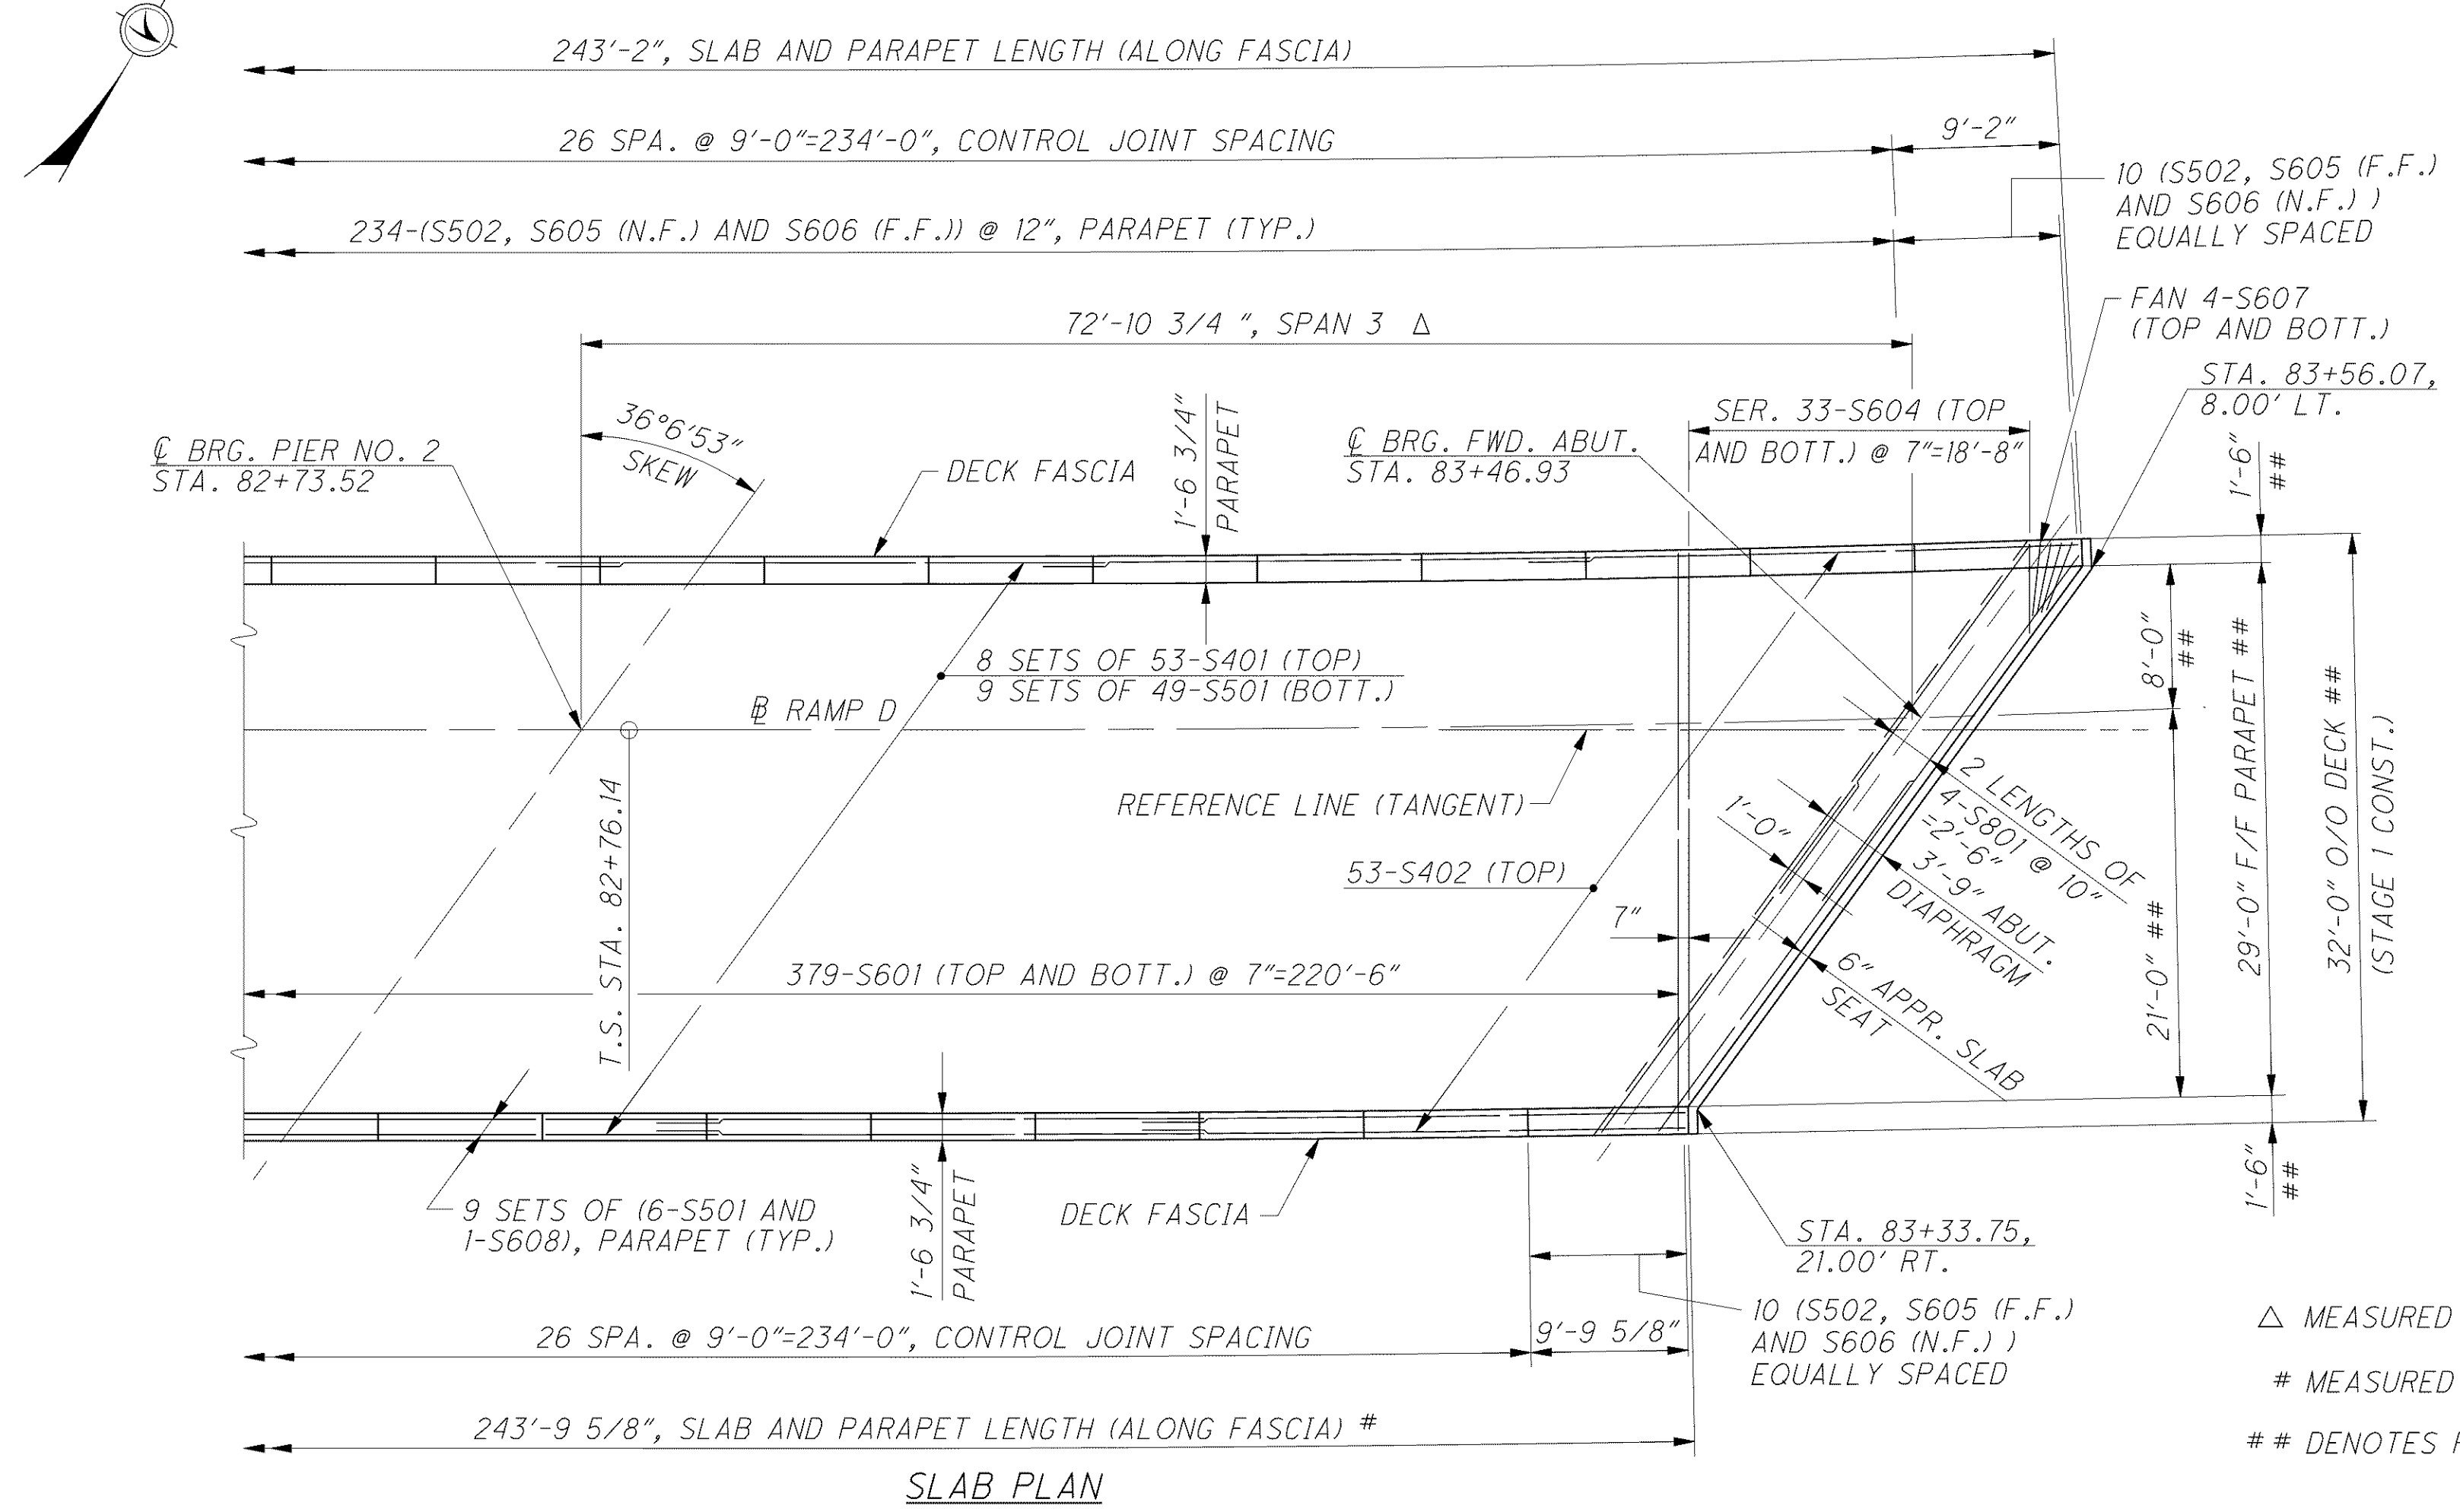 243'-2", SLAB AND PARAPET LENGTH (ALONG FASCIA)
26 SPA. @ 9'-0"=234'-0", CONTROL JOINT SPACING
9'-2"
10 (S502, S605 (F.F.)
AND S606 (N.F.) )
EQUALLY SPACED
234-(S502, S605 (N.F.) AND S606 (F.F.)) @ 12", PARAPET (TYP.)
72'-10 3/4 ", SPAN 3 Δ
FAN 4-S607
(TOP AND BOTT.)
STA. 83+56.07,
8.00' LT.
36°6'53"
SKEW
℄ BRG. PIER NO. 2
STA. 82+73.52
DECK FASCIA
1'-6 3/4"
PARAPET
℄ BRG. FWD. ABUT.
STA. 83+46.93
SER. 33-S604 (TOP
AND BOTT.) @ 7"=18'-8"
1'-6"
##
8 SETS OF 53-S401 (TOP)
9 SETS OF 49-S501 (BOTT.)
B̲L RAMP D
8'-0"
##
29'-0" F/F PARAPET ##
32'-0" O/O DECK ##
(STAGE 1 CONST.)
T.S. STA. 82+76.14
REFERENCE LINE (TANGENT)
2 LENGTHS OF
4-S801 @ 10"
=2'-6"
1'-0"
3'-9" ABUT.
DIAPHRAGM
53-S402 (TOP)
7"
21'-0" ##
6" APPR. SLAB
SEAT
379-S601 (TOP AND BOTT.) @ 7"=220'-6"
9 SETS OF (6-S501 AND
1-S608), PARAPET (TYP.)
1'-6 3/4"
PARAPET
DECK FASCIA
STA. 83+33.75,
21.00' RT.
1'-6"
##
10 (S502, S605 (F.F.)
AND S606 (N.F.) )
EQUALLY SPACED
26 SPA. @ 9'-0"=234'-0", CONTROL JOINT SPACING
9'-9 5/8"
243'-9 5/8", SLAB AND PARAPET LENGTH (ALONG FASCIA) #
Δ MEASURED
# MEASURED
## DENOTES
SLAB PLAN